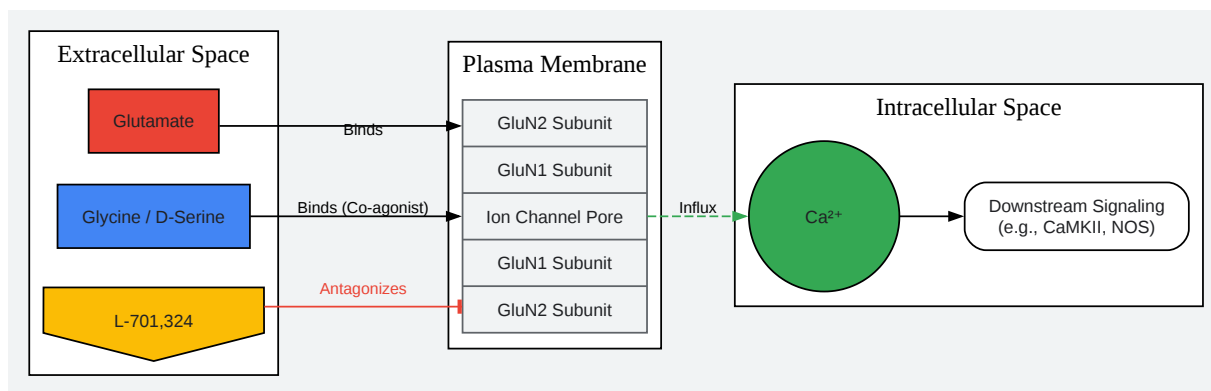 Extracellular Space
Glutamate
Glycine / D-Serine
L-701,324
Binds
Binds (Co-agonist)
Antagonizes
Plasma Membrane
GluN2 Subunit
GluN1 Subunit
Ion Channel Pore
GluN1 Subunit
GluN2 Subunit
Influx
Intracellular Space
Ca²⁺
Downstream Signaling
(e.g., CaMKII, NOS)